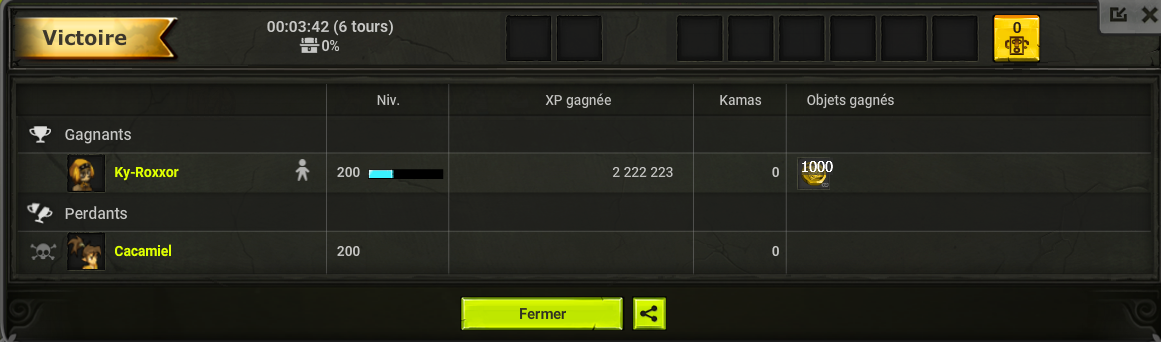 Victoire
00:03:42 (6 tours)
0%
0
Niv.
XP gagnée
Kamas
Objets gagnés
Gagnants
Ky-Roxxor
200
2 222 223
0
1000
Perdants
Cacamiel
200
0
Fermer